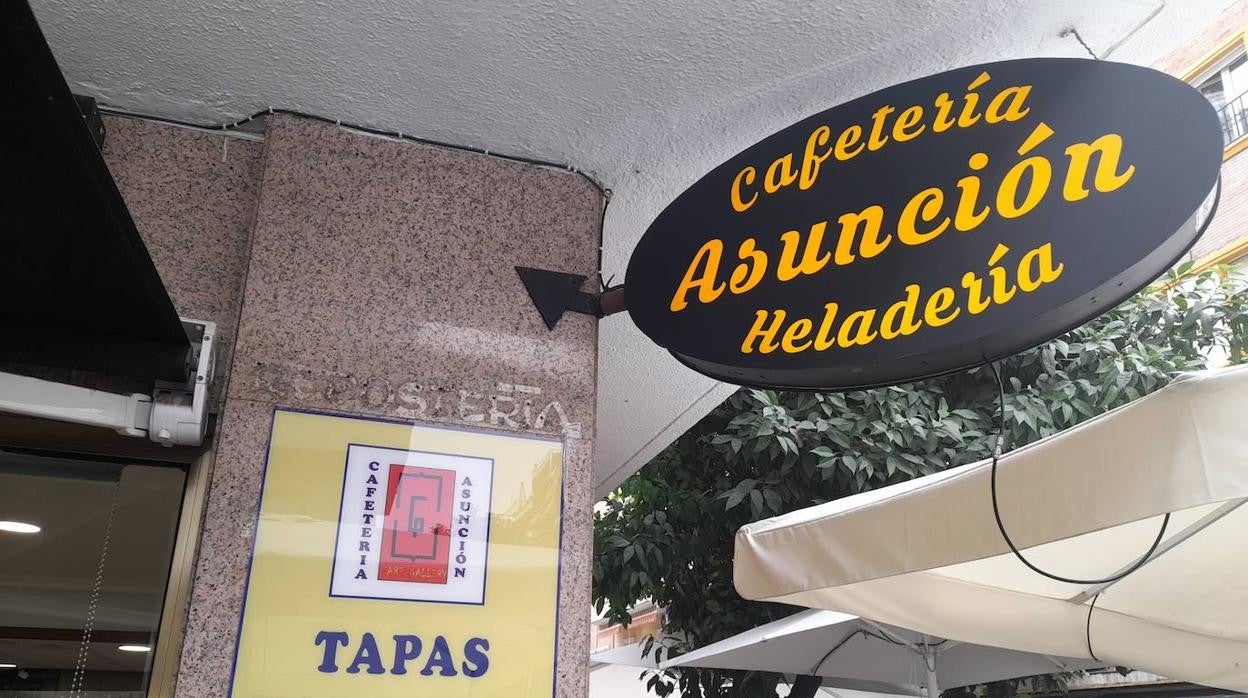 Cafetería
Asunción
Heladería
REPOSTERÍA
CAFETERIA
ASUNCIÓN
ART GALLERY
TAPAS